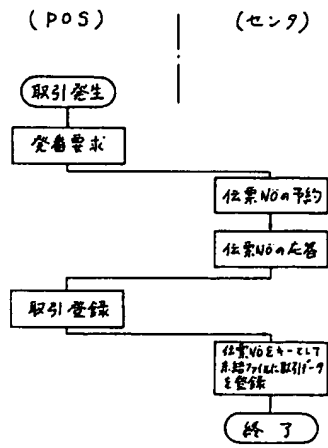 (POS)
(センタ)
取引発生
発番要求
伝票NOの予約
伝票NOの応答
取引登録
伝票NOをキーとして
未結ファイルに取引データ
を登録
終了